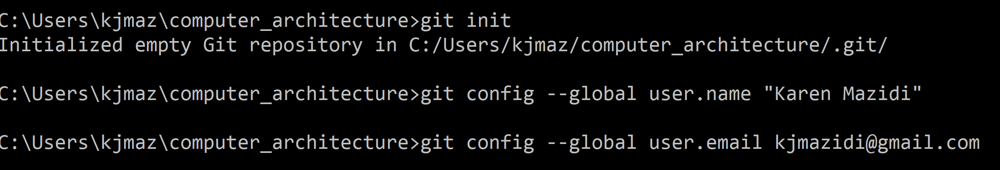 C:\Users\kjmaz\computer_architecture>git init
Initialized empty Git repository in C:/Users/kjmaz/computer_architecture/.git/
C:\Users\kjmaz\computer_architecture>git config --global user.name "Karen Mazidi"
C:\Users\kjmaz\computer_architecture>git config --global user.email kjmazidi@gmail.com